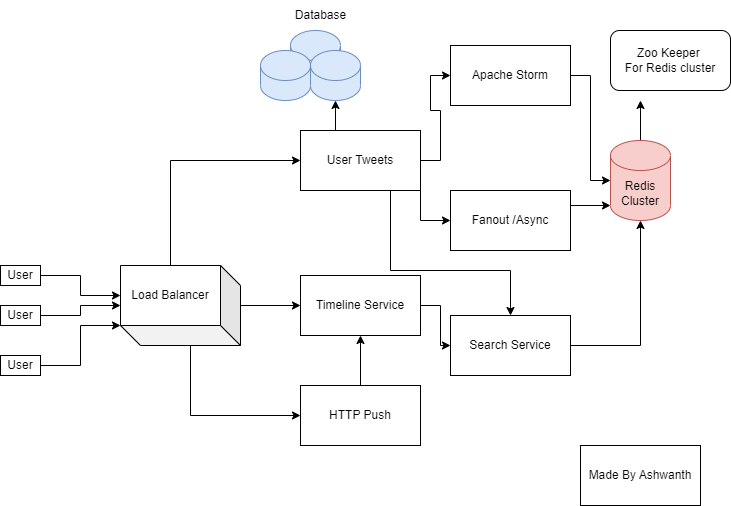 Database
Zoo Keeper
For Redis cluster
Apache Storm
User Tweets
Redis
Cluster
Fanout /Async
User
Load Balancer
Timeline Service
User
Search Service
User
HTTP Push
Made By Ashwanth